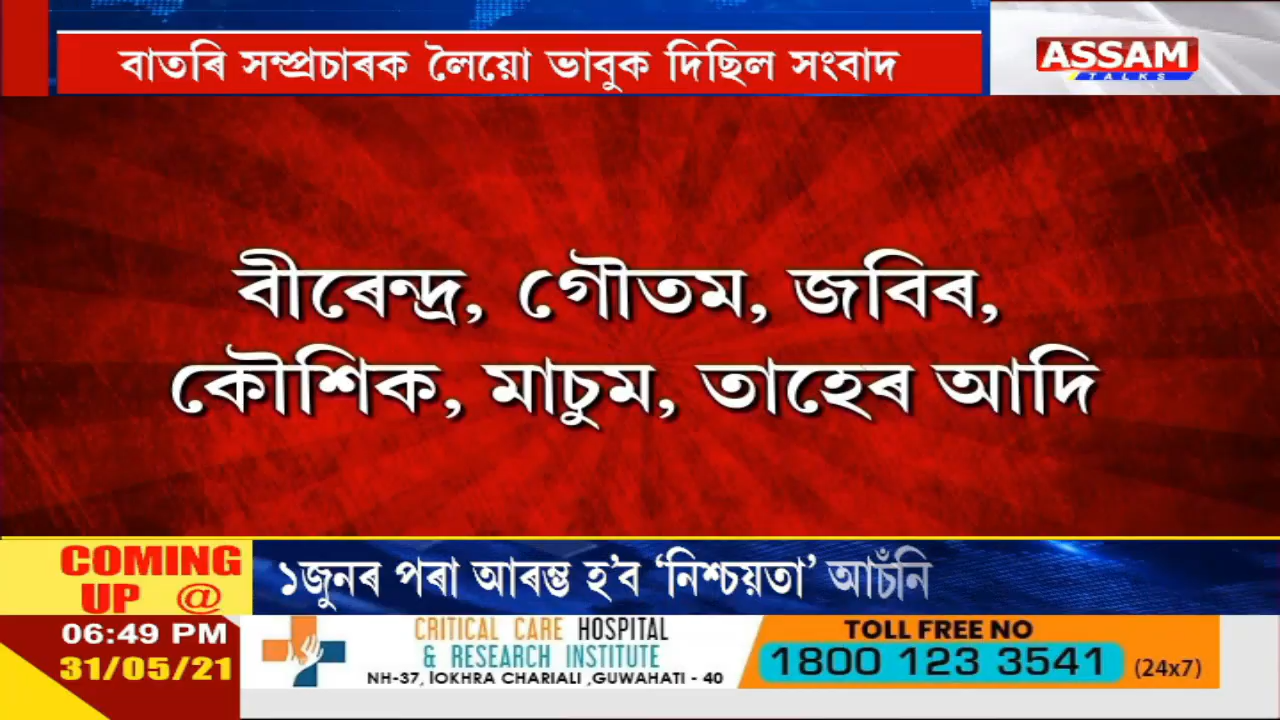 বাতৰি সম্প্ৰচাৰক লৈয়ো ভাবুক দিছিল সংবাদ
ASSAM
TALKS
বীৰেন্দ্ৰ, গৌতম, জবিৰ,
কৌশিক, মাচুম, তাহেৰ আদি
COMING
UP @
১জুনৰ পৰা আৰম্ভ হ'ব ‘নিশ্চয়তা’ আচঁনি
06:49 PM
31/05/21
CRITICAL CARE HOSPITAL
& RESEARCH INSTITUTE
NH-37, lOKHRA CHARIALI ,GUWAHATI - 40
TOLL FREE NO
1800 123 3541 (24x7)